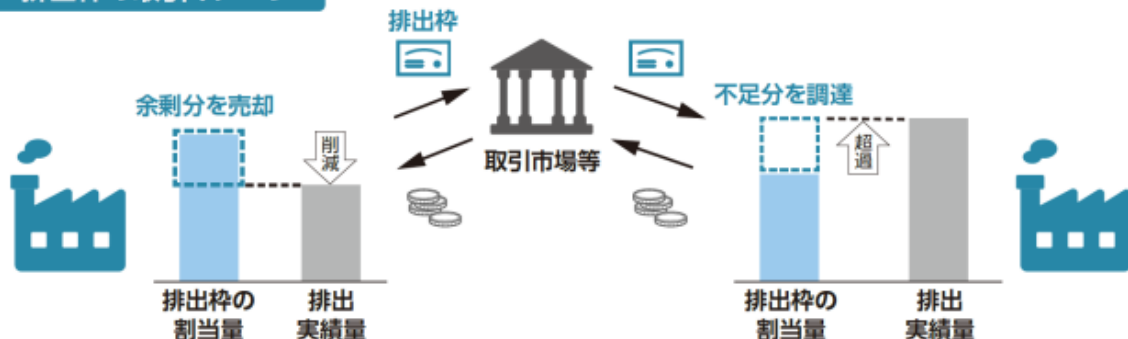 排出枠
余剰分を売却
削減
取引市場等
不足分を調達
超過
排出枠の
割当量
排出
実績量
排出枠の
割当量
排出
実績量